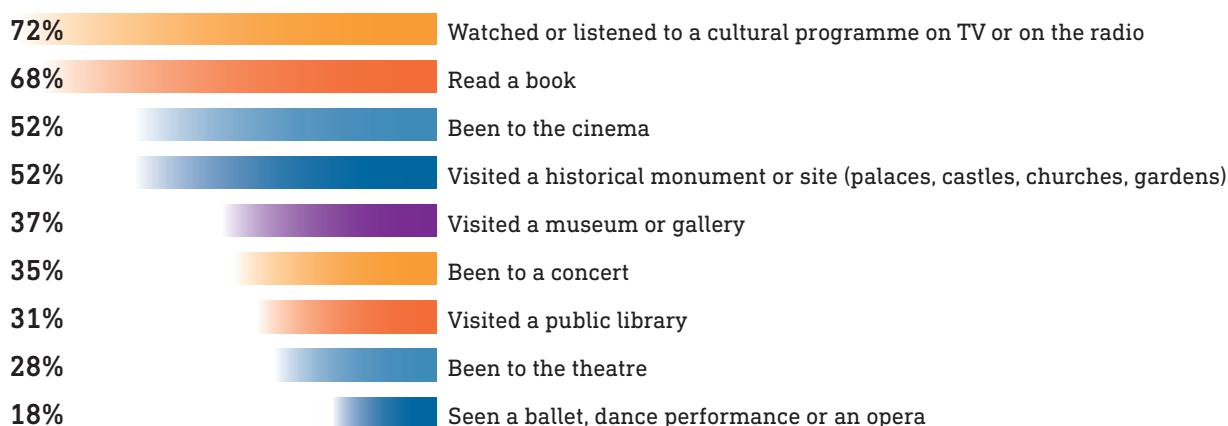 72% Watched or listened to a cultural programme on TV or on the radio
68% Read a book
52% Been to the cinema
52% Visited a historical monument or site (palaces, castles, churches, gardens)
37% Visited a museum or gallery
35% Been to a concert
31% Visited a public library
28% Been to the theatre
18% Seen a ballet, dance performance or an opera